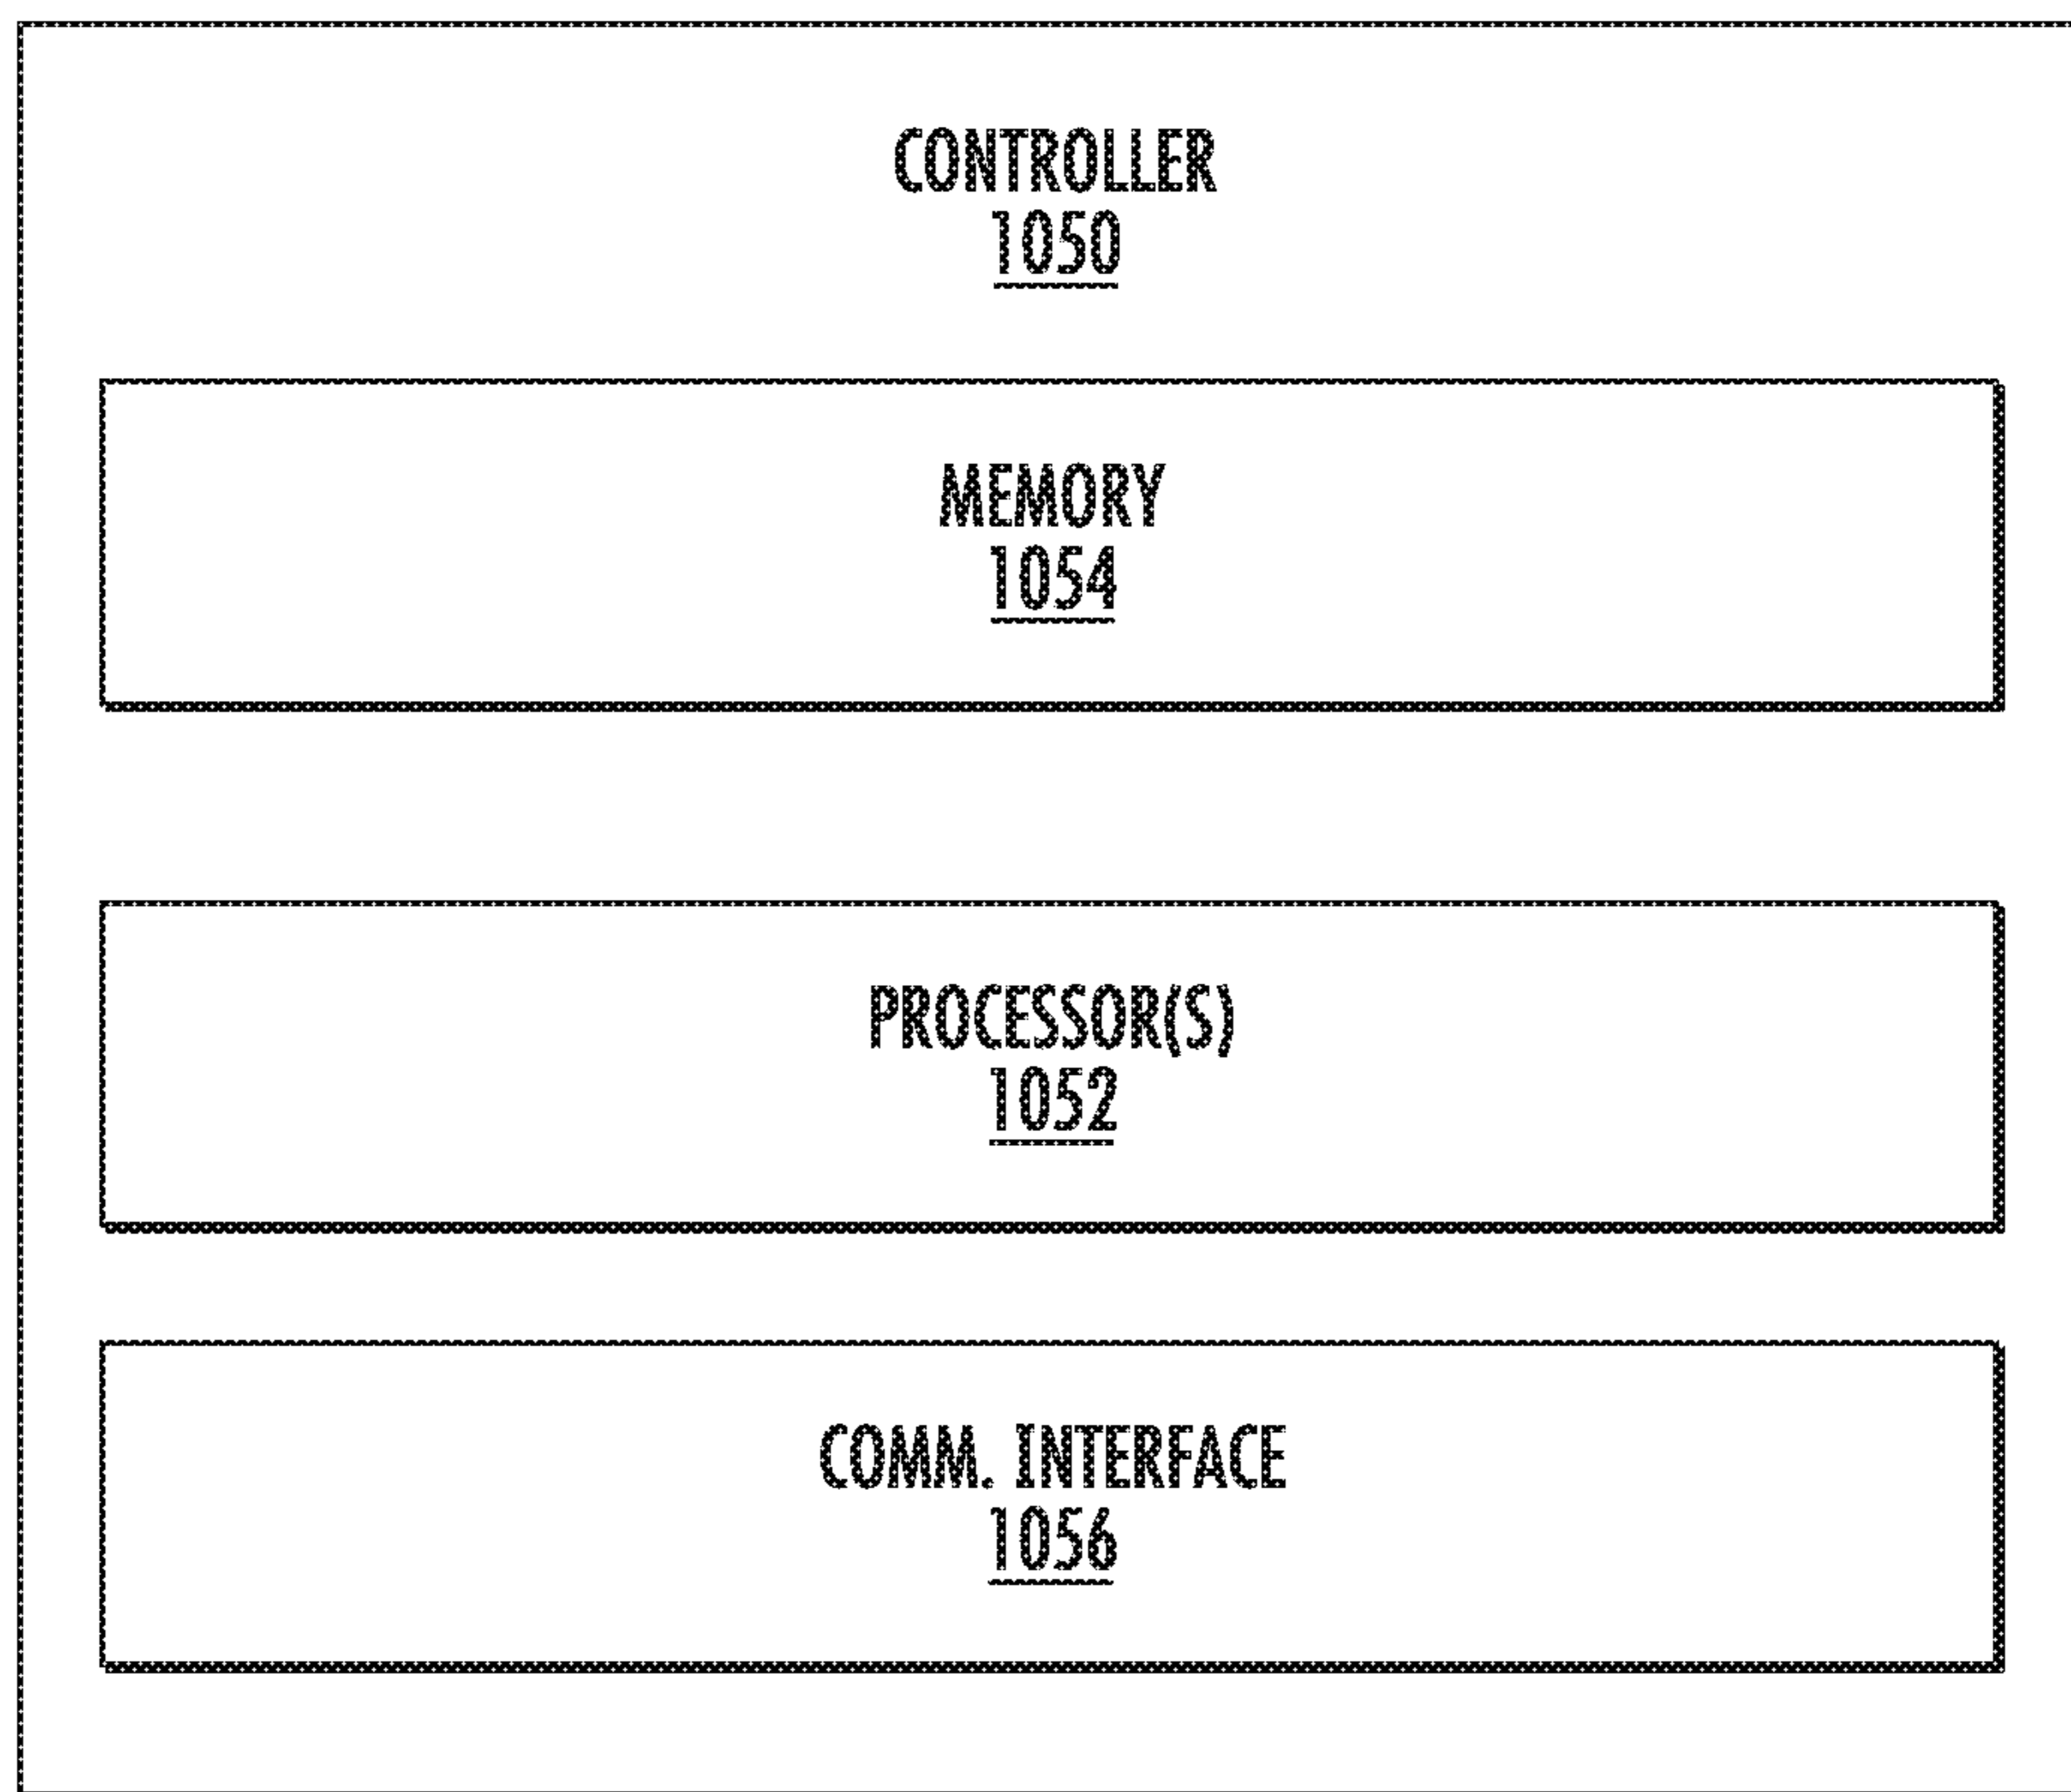 CONTROLLER
1050
MEMORY
1054
PROCESSOR(S)
1052
COMM. INTERFACE
1056